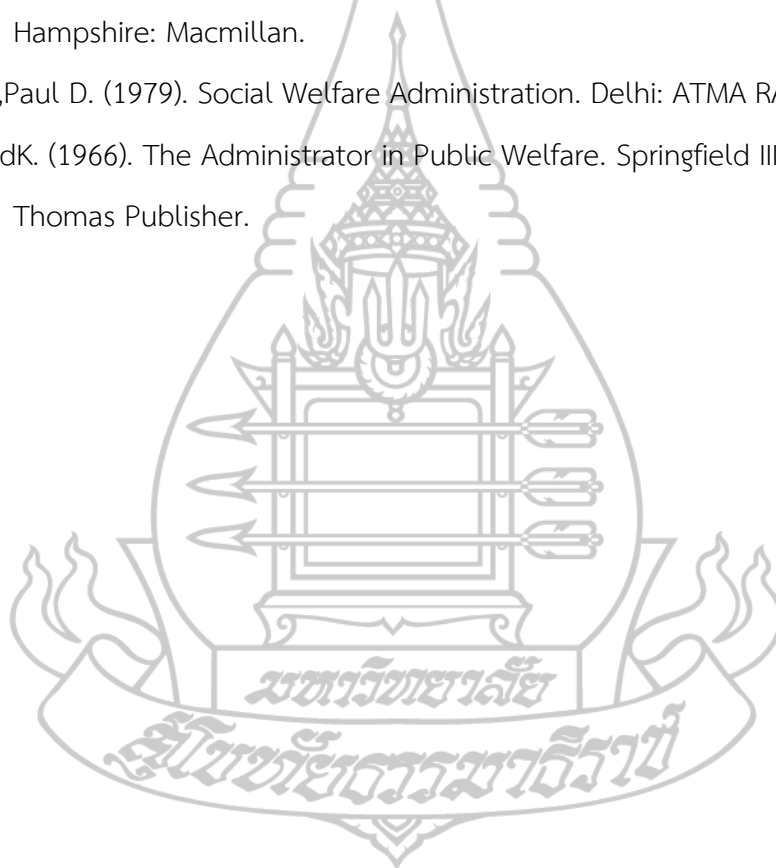 Hampshire: Macmillan.
,Paul D. (1979). Social Welfare Administration. Delhi: ATMA RA
dK. (1966). The Administrator in Public Welfare. Springfield III
Thomas Publisher.
มหาวิทยาลัย
สุโขทัยธรรมาธิราช